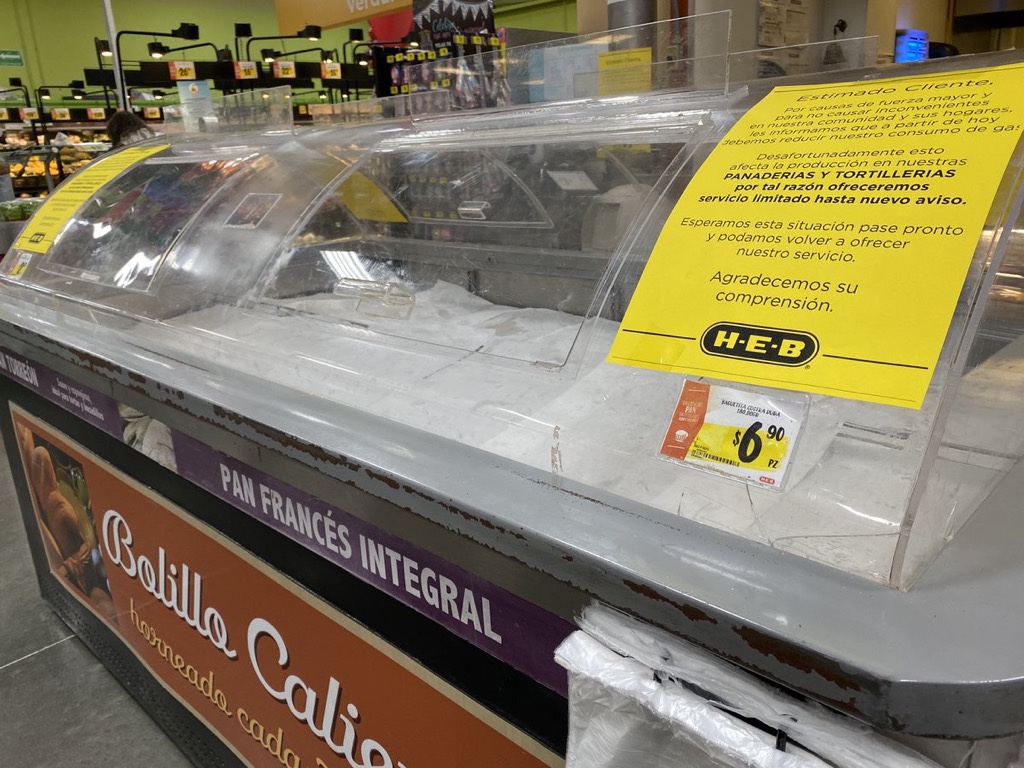 Estimado Cliente,
Por causas de fuerza mayor y
para no causar inconvenientes
en nuestra comunidad y sus hogares,
les informamos que a partir de hoy
debemos reducir nuestro consumo de gas
Desafortunadamente esto
afecta la producción en nuestras
PANADERIAS Y TORTILLERIAS
por tal razón ofreceremos
servicio limitado hasta nuevo aviso.
Esperamos esta situación pase pronto
y podamos volver a ofrecer
nuestro servicio.
Agradecemos su
comprensión.
H-E-B
PAN
$6.90
PZ
H-E-B
TORREÓN
PAN FRANCÉS INTEGRAL
Bolillo Calie
horneado cada